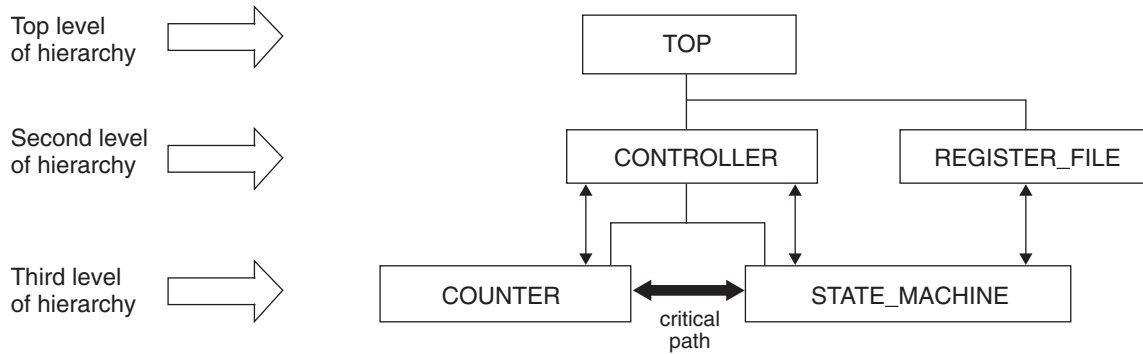 Top level
of hierarchy
TOP
Second level
of hierarchy
CONTROLLER
REGISTER_FILE
Third level
of hierarchy
COUNTER
critical
path
STATE_MACHINE